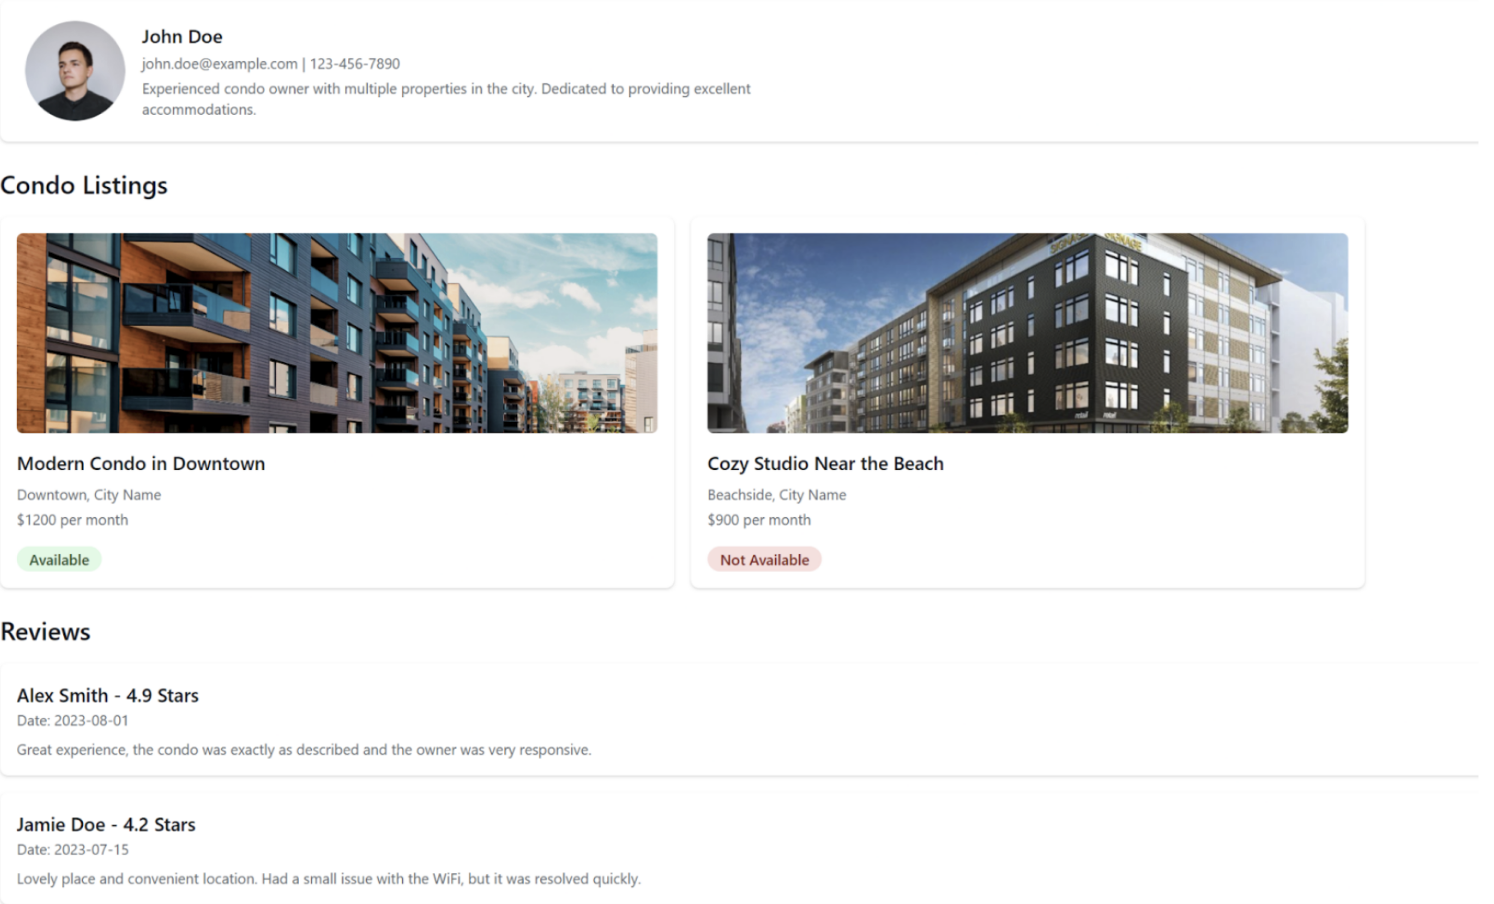 John Doe
john.doe@example.com | 123-456-7890
Experienced condo owner with multiple properties in the city. Dedicated to providing excellent
accommodations.
Condo Listings
Modern Condo in Downtown
Downtown, City Name
$1200 per month
Available
Cozy Studio Near the Beach
Beachside, City Name
$900 per month
Not Available
Reviews
Alex Smith - 4.9 Stars
Date: 2023-08-01
Great experience, the condo was exactly as described and the owner was very responsive.
Jamie Doe - 4.2 Stars
Date: 2023-07-15
Lovely place and convenient location. Had a small issue with the WiFi, but it was resolved quickly.